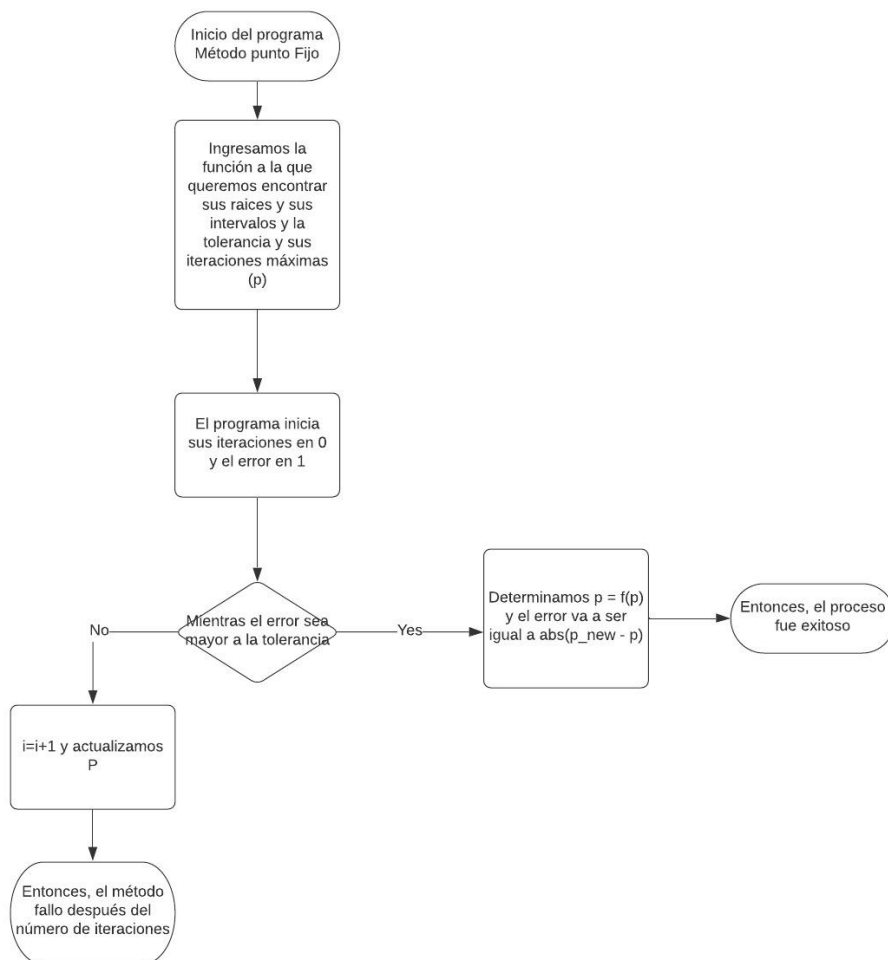 Inicio del programa
Método punto Fijo
Ingresamos la
función a la que
queremos encontrar
sus raices y sus
intervalos y la
tolerancia y sus
iteraciones máximas
(p)
El programa inicia
sus iteraciones en 0
y el error en 1
Mientras el error sea
mayor a la tolerancia
No
Yes
Determinamos p = f(p)
y el error va a ser
igual a abs(p_new - p)
Entonces, el proceso
fue exitoso
i=i+1 y actualizamos
P
Entonces, el método
fallo después del
número de iteraciones